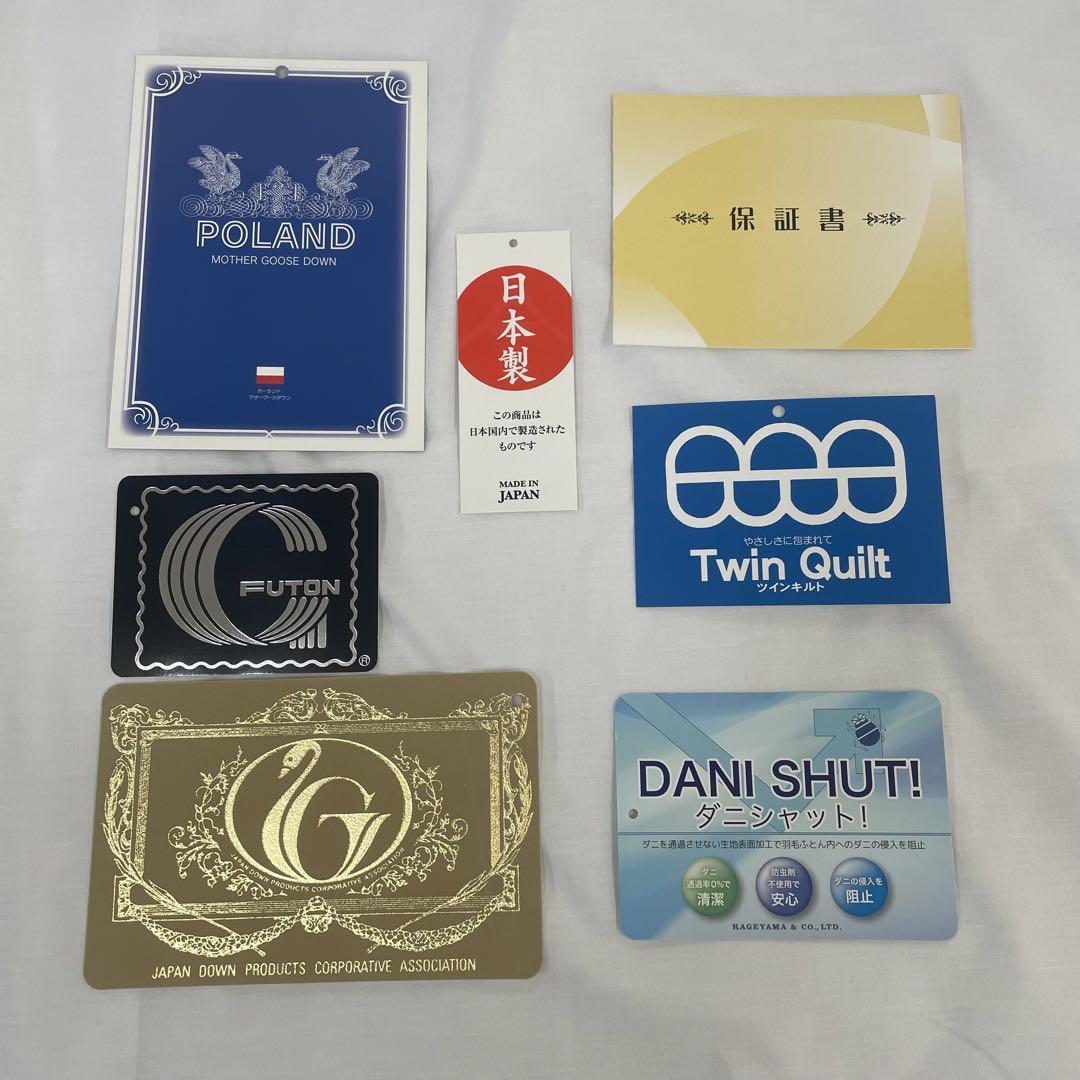 POLAND
MOTHER GOOSE DOWN
ポーランド
マザーグースダウン
日本製
この商品は
日本国内で製造された
ものです
MADE IN
JAPAN
保証書
やさしさに包まれて
Twin Quilt
ツインキルト
G
FUTON
®
G
JAPAN DOWN PRODUCTS CORPORATIVE ASSOCIATION
JAPAN DOWN PRODUCTS CORPORATIVE ASSOCIATION
DANI SHUT!
ダニシャット!
ダニを通過させない生地表面加工で羽毛ふとん内へのダニの侵入を阻止
ダニ
通過率0%で
清潔
防虫剤
不使用で
安心
ダニの侵入を
阻止
KAGEYAMA & CO.,LTD.